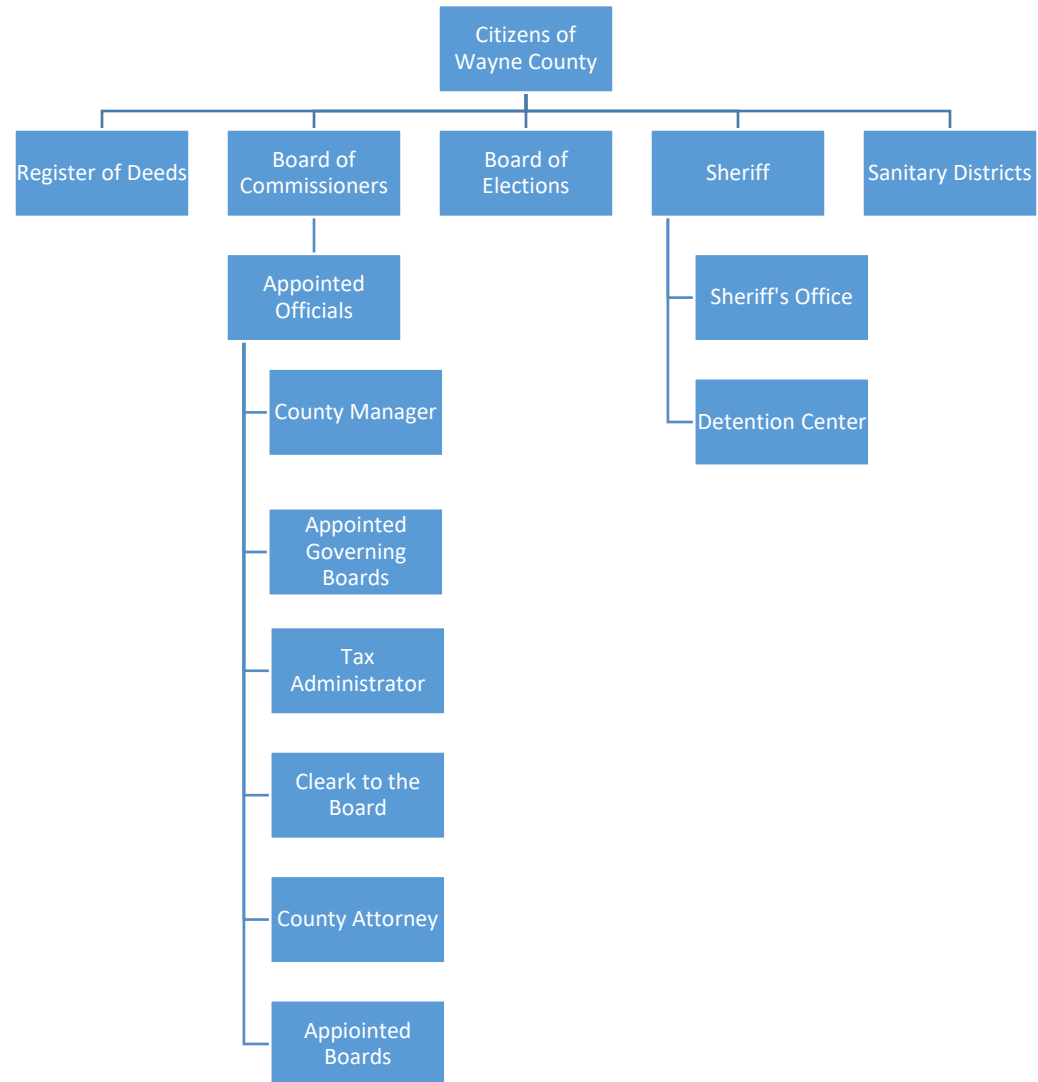 Citizens of
Wayne County
Register of Deeds
Board of
Commissioners
Board of
Elections
Sheriff
Sanitary Districts
Appointed
Officials
Sheriff's Office
County Manager
Detention Center
Appointed
Governing
Boards
Tax
Administrator
Cleark to the
Board
County Attorney
Appiointed
Boards